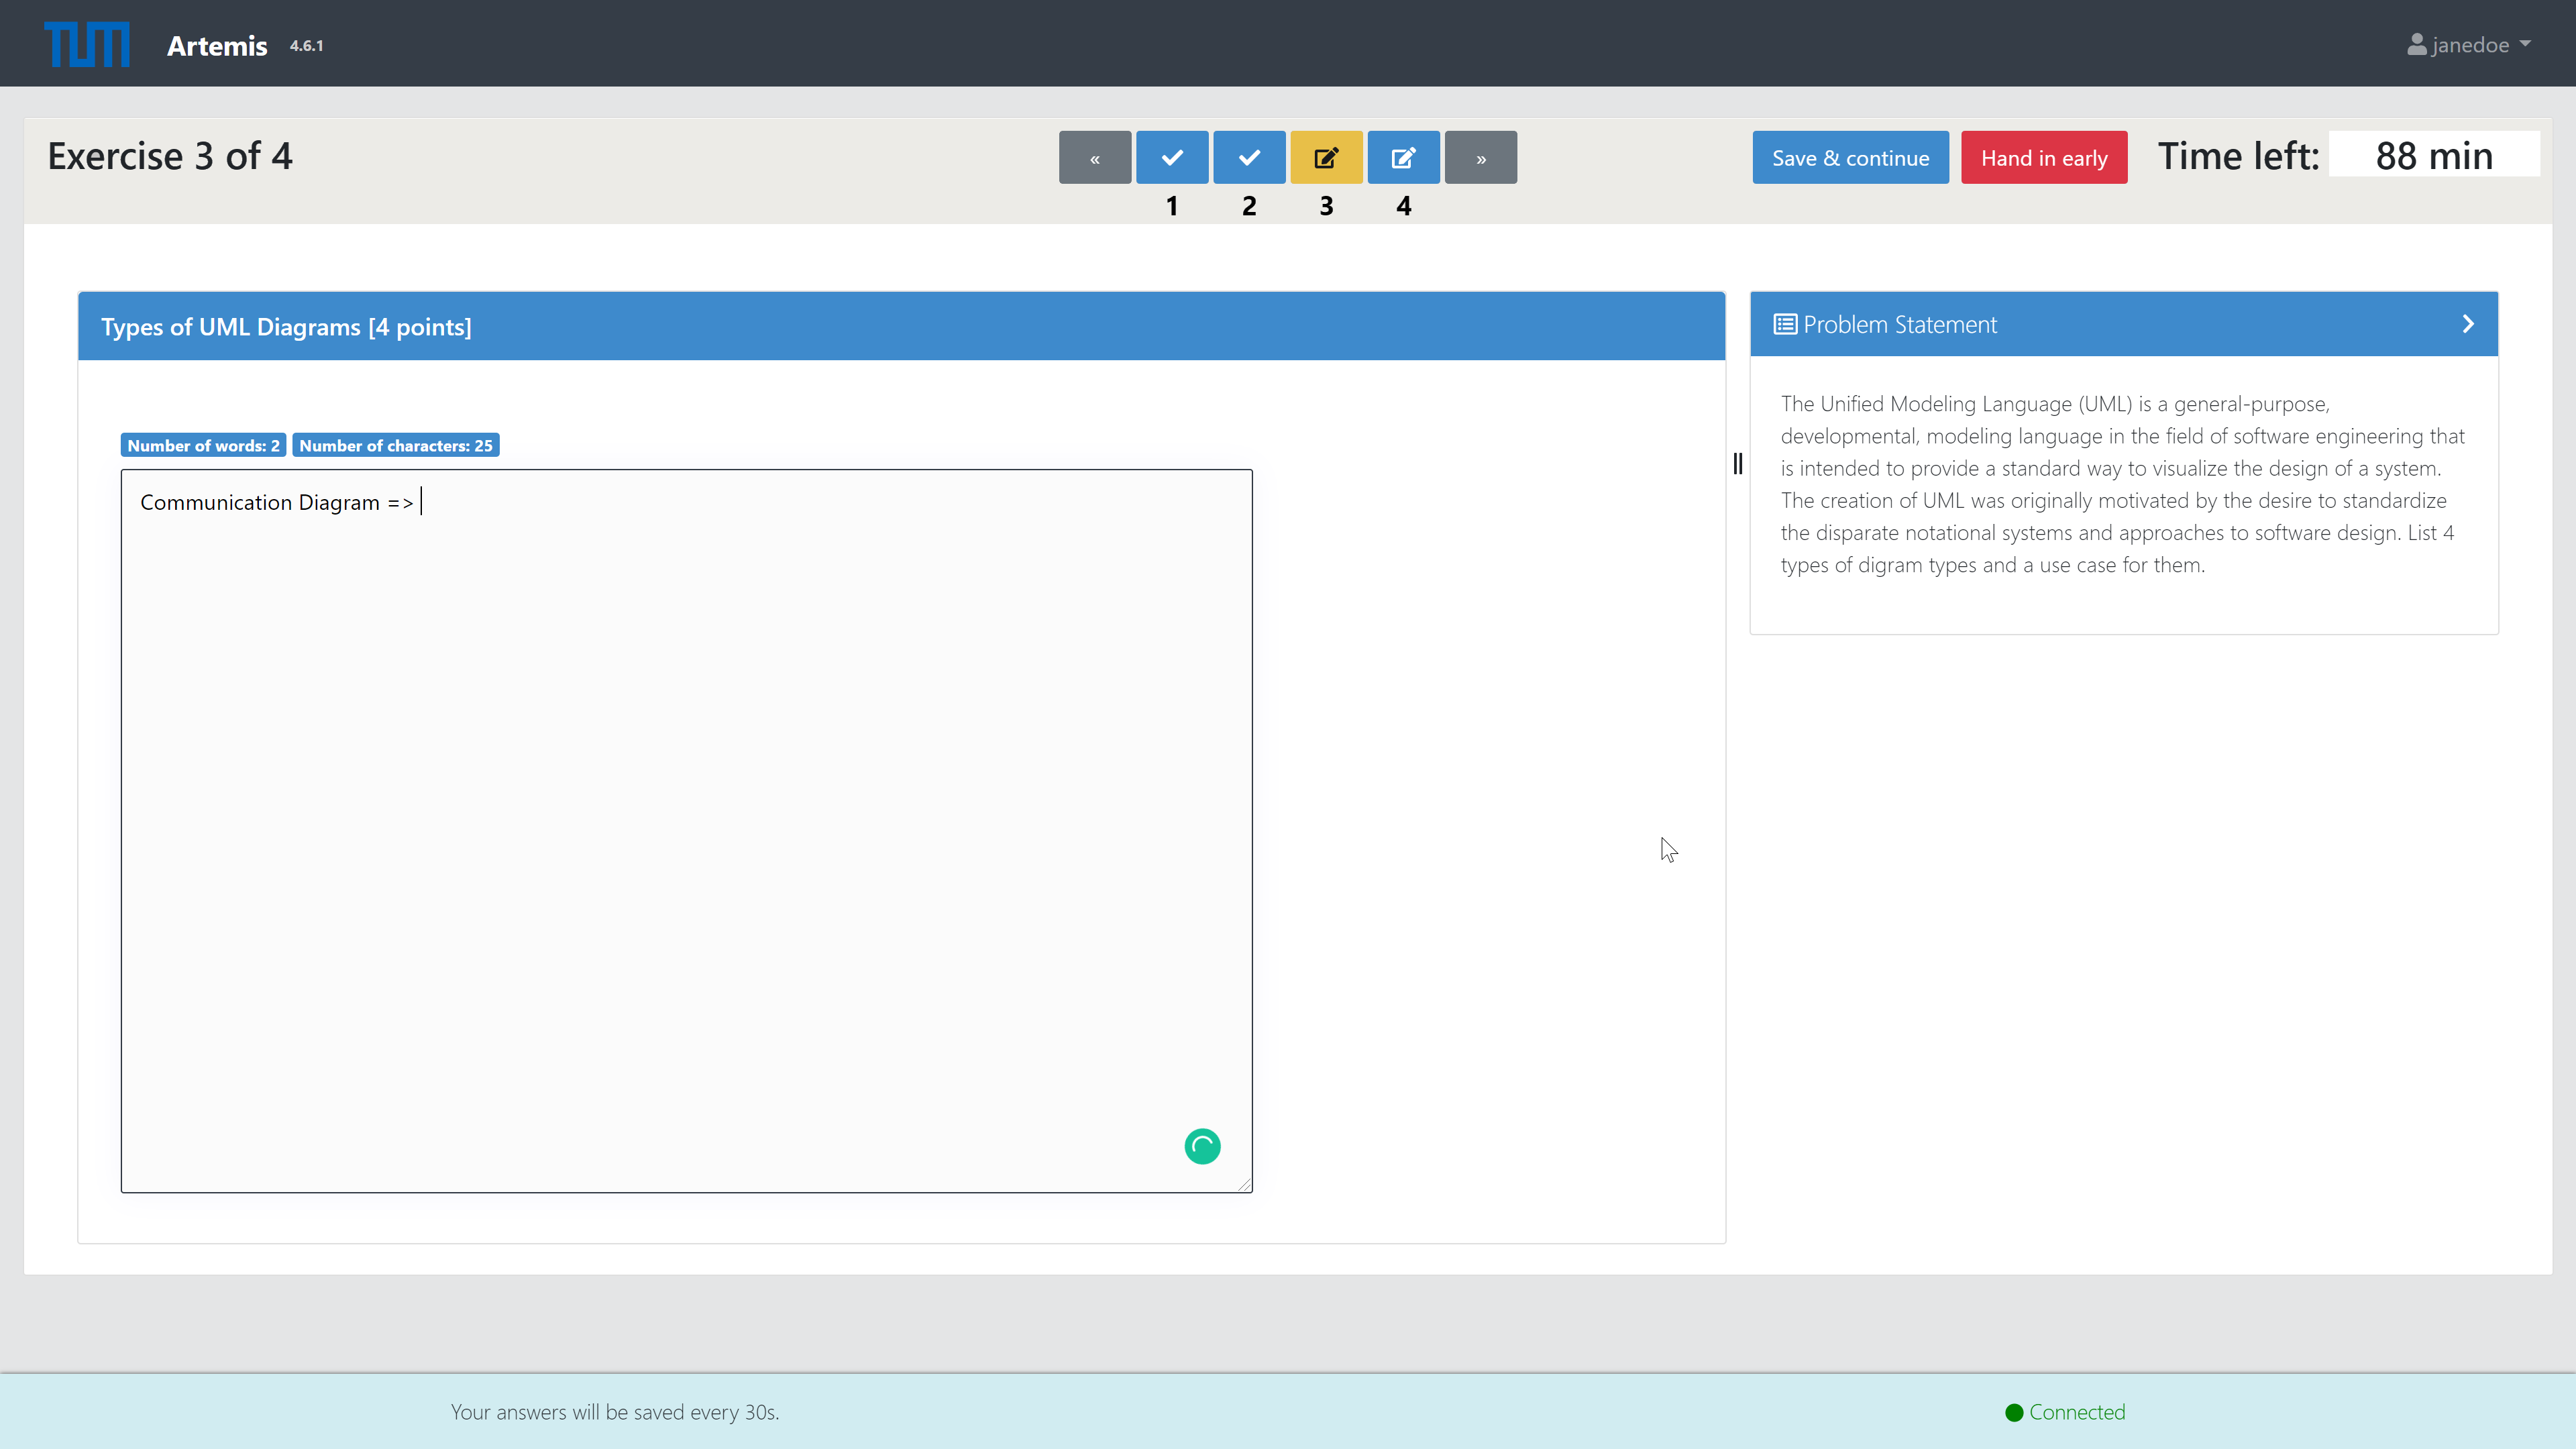 TUM Artemis 4.6.1
janedoe
Exercise 3 of 4
«
»
1 2 3 4
Save & continue
Hand in early
Time left: 88 min
Types of UML Diagrams [4 points]
Number of words: 2 Number of characters: 25
Communication Diagram =>
Problem Statement
The Unified Modeling Language (UML) is a general-purpose,
developmental, modeling language in the field of software engineering that
is intended to provide a standard way to visualize the design of a system.
The creation of UML was originally motivated by the desire to standardize
the disparate notational systems and approaches to software design. List 4
types of digram types and a use case for them.
Your answers will be saved every 30s.
Connected